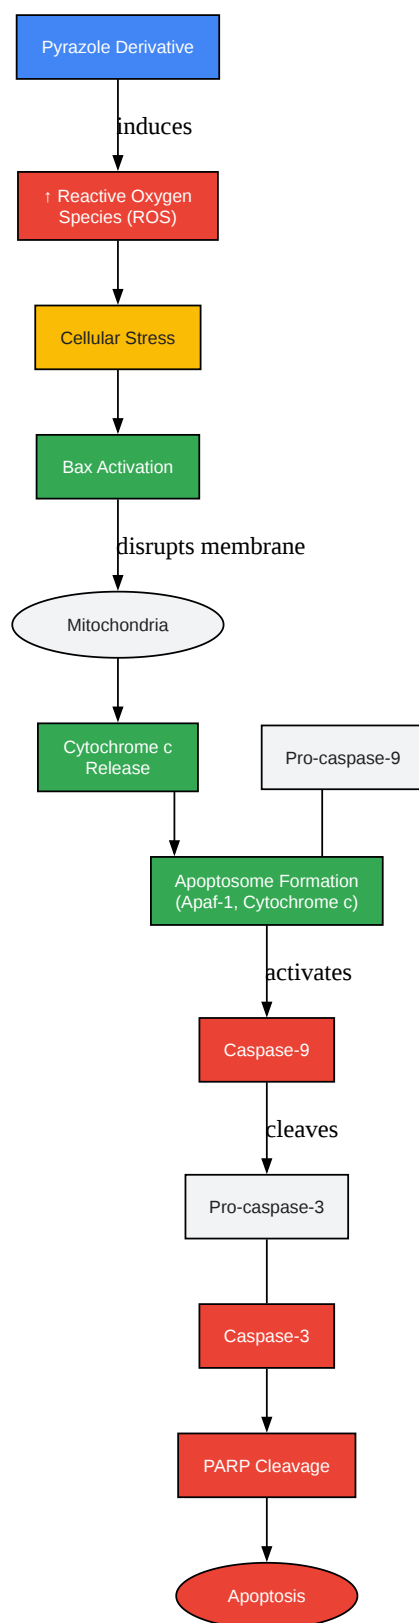 Pyrazole Derivative
induces
↑ Reactive Oxygen
Species (ROS)
Cellular Stress
Bax Activation
disrupts membrane
Mitochondria
Cytochrome c
Release
Pro-caspase-9
Apoptosome Formation
(Apaf-1, Cytochrome c)
activates
Caspase-9
cleaves
Pro-caspase-3
Caspase-3
PARP Cleavage
Apoptosis